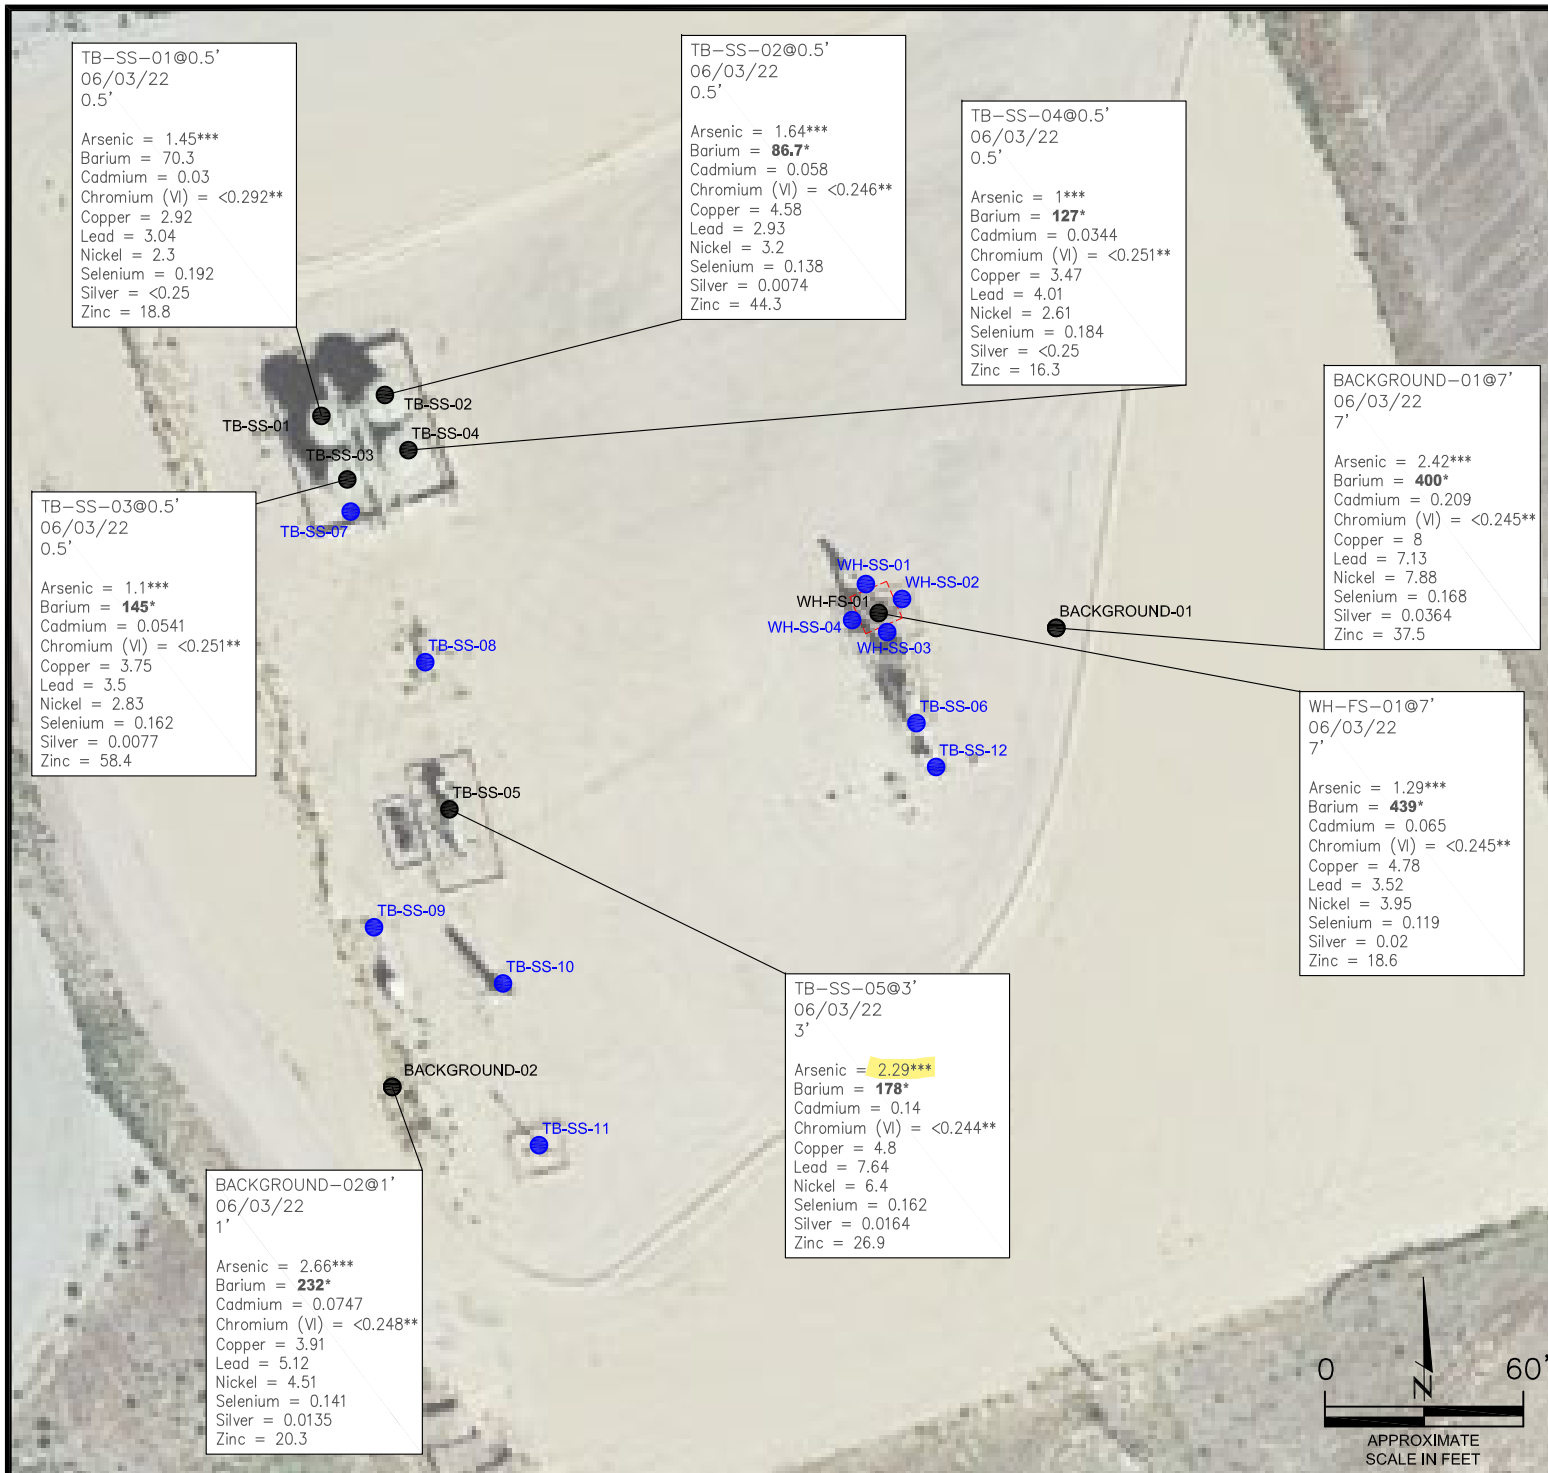 TB-SS-01@0.5'
06/03/22
0.5'
Arsenic = 1.45***
Barium = 70.3
Cadmium = 0.03
Chromium (VI) = <0.292**
Copper = 2.92
Lead = 3.04
Nickel = 2.3
Selenium = 0.192
Silver = <0.25
Zinc = 18.8
TB-SS-02@0.5'
06/03/22
0.5'
Arsenic = 1.64***
Barium = 86.7*
Cadmium = 0.058
Chromium (VI) = <0.246**
Copper = 4.58
Lead = 2.93
Nickel = 3.2
Selenium = 0.138
Silver = 0.0074
Zinc = 44.3
TB-SS-04@0.5'
06/03/22
0.5'
Arsenic = 1***
Barium = 127*
Cadmium = 0.0344
Chromium (VI) = <0.251**
Copper = 3.47
Lead = 4.01
Nickel = 2.61
Selenium = 0.184
Silver = <0.25
Zinc = 16.3
BACKGROUND-01@7'
06/03/22
7'
Arsenic = 2.42***
Barium = 400*
Cadmium = 0.209
Chromium (VI) = <0.245**
Copper = 8
Lead = 7.13
Nickel = 7.88
Selenium = 0.168
Silver = 0.0364
Zinc = 37.5
TB-SS-02
TB-SS-01
TB-SS-04
TB-SS-03
TB-SS-07
TB-SS-03@0.5'
06/03/22
0.5'
Arsenic = 1.1***
Barium = 145*
Cadmium = 0.0541
Chromium (VI) = <0.251**
Copper = 3.75
Lead = 3.5
Nickel = 2.83
Selenium = 0.162
Silver = 0.0077
Zinc = 58.4
WH-SS-01
WH-SS-02
WH-FS-01
WH-SS-04
WH-SS-03
BACKGROUND-01
TB-SS-08
TB-SS-06
TB-SS-12
WH-FS-01@7'
06/03/22
7'
Arsenic = 1.29***
Barium = 439*
Cadmium = 0.065
Chromium (VI) = <0.245**
Copper = 4.78
Lead = 3.52
Nickel = 3.95
Selenium = 0.119
Silver = 0.02
Zinc = 18.6
TB-SS-05
TB-SS-09
TB-SS-10
TB-SS-05@3'
06/03/22
3'
Arsenic = 2.29***
Barium = 178*
Cadmium = 0.14
Chromium (VI) = <0.244**
Copper = 4.8
Lead = 7.64
Nickel = 6.4
Selenium = 0.162
Silver = 0.0164
Zinc = 26.9
BACKGROUND-02
TB-SS-11
BACKGROUND-02@1'
06/03/22
1'
Arsenic = 2.66***
Barium = 232*
Cadmium = 0.0747
Chromium (VI) = <0.248**
Copper = 3.91
Lead = 5.12
Nickel = 4.51
Selenium = 0.141
Silver = 0.0135
Zinc = 20.3
0 N 60'
APPROXIMATE
SCALE IN FEET